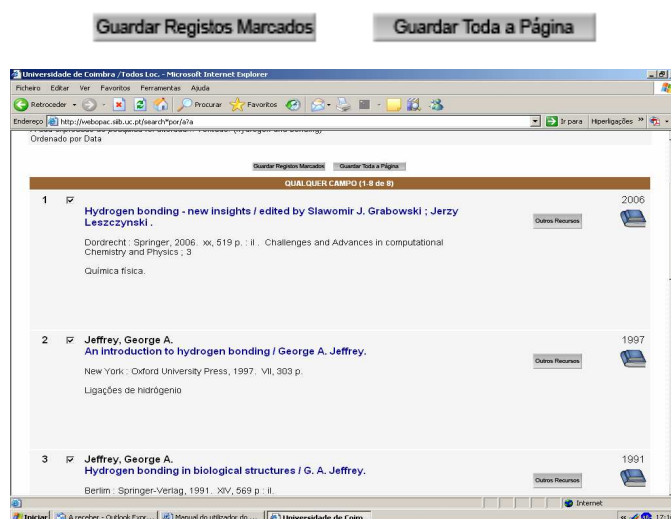 Guardar Registos Marcados Guardar Toda a Página
Universidade de Coimbra /Todos Loc. - Microsoft Internet Explorer
Ficheiro Editar Ver Favoritos Ferramentas Ajuda
Retroceder Procurar Favoritos
Endereço http://webopac.sib.uc.pt/search*por/a?a Ir para Hiperligações »
Ordenado por Data
Guardar Registos Marcados Guardar Toda a Página
QUALQUER CAMPO (1-8 de 8)
1 2006
Hydrogen bonding - new insights / edited by Slawomir J. Grabowski ; Jerzy
Leszczynski .
Outros Recursos
Dordrecht : Springer, 2006. xx, 519 p. : il . Challenges and Advances in computational
Chemistry and Physics ; 3
Química física.
2 Jeffrey, George A. 1997
An introduction to hydrogen bonding / George A. Jeffrey.
Outros Recursos
New York : Oxford University Press, 1997. VII, 303 p.
Ligações de hidrógenio
3 Jeffrey, George A. 1991
Hydrogen bonding in biological structures / G. A. Jeffrey.
Outros Recursos
Berlim : Springer-Verlag, 1991. XIV, 569 p : il.
Internet
Iniciar A receber - Outlook Expr... Manual do utilizador do ... Universidade de Coim... « 17:1